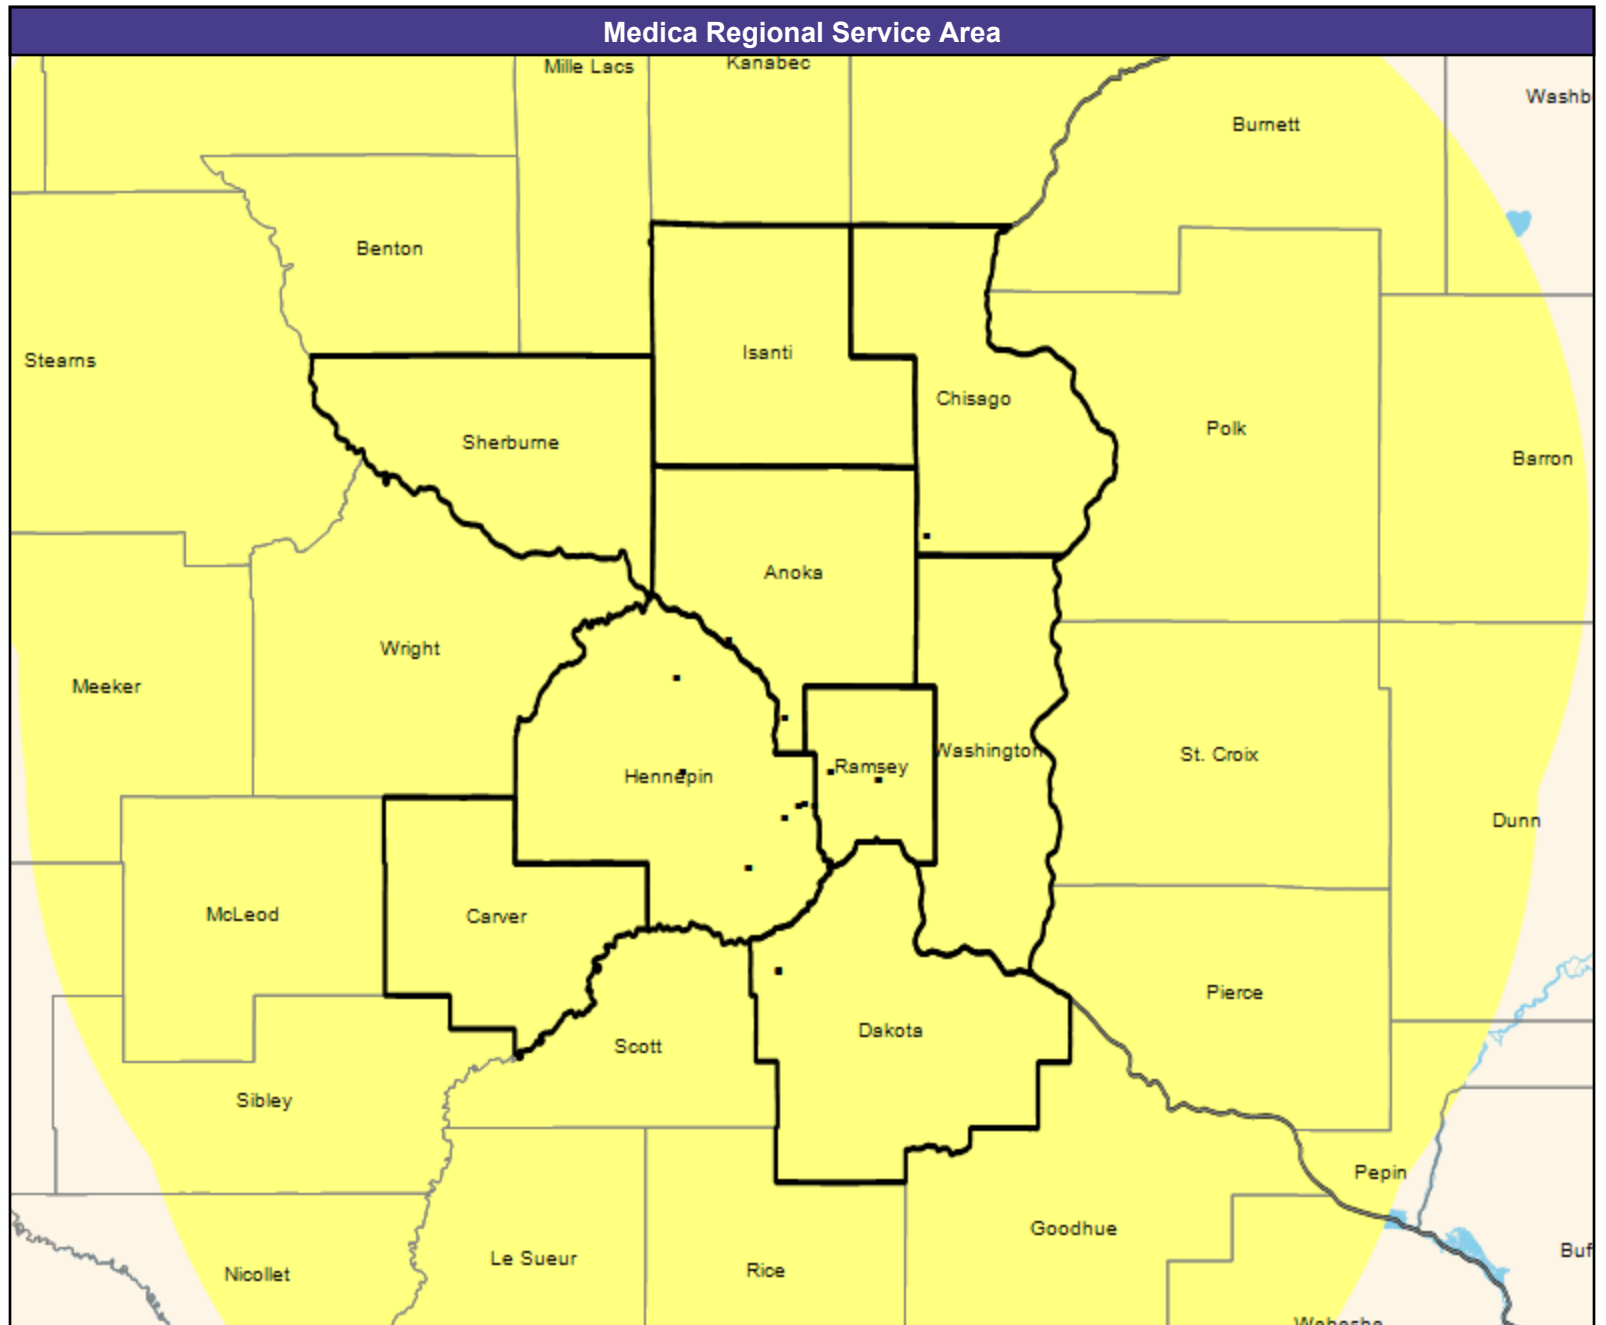 Medica Regional Service Area
Mille Lacs
Kanabec
Washb
Burnett
Benton
Isanti
Stearns
Chisago
Polk
Sherburne
Barron
Anoka
Wright
Meeker
Washington
St. Croix
Ramsey
Hennepin
Dunn
McLeod
Carver
Pierce
Dakota
Scott
Sibley
Pepin
Goodhue
Buf
Le Sueur
Rice
Nicollet